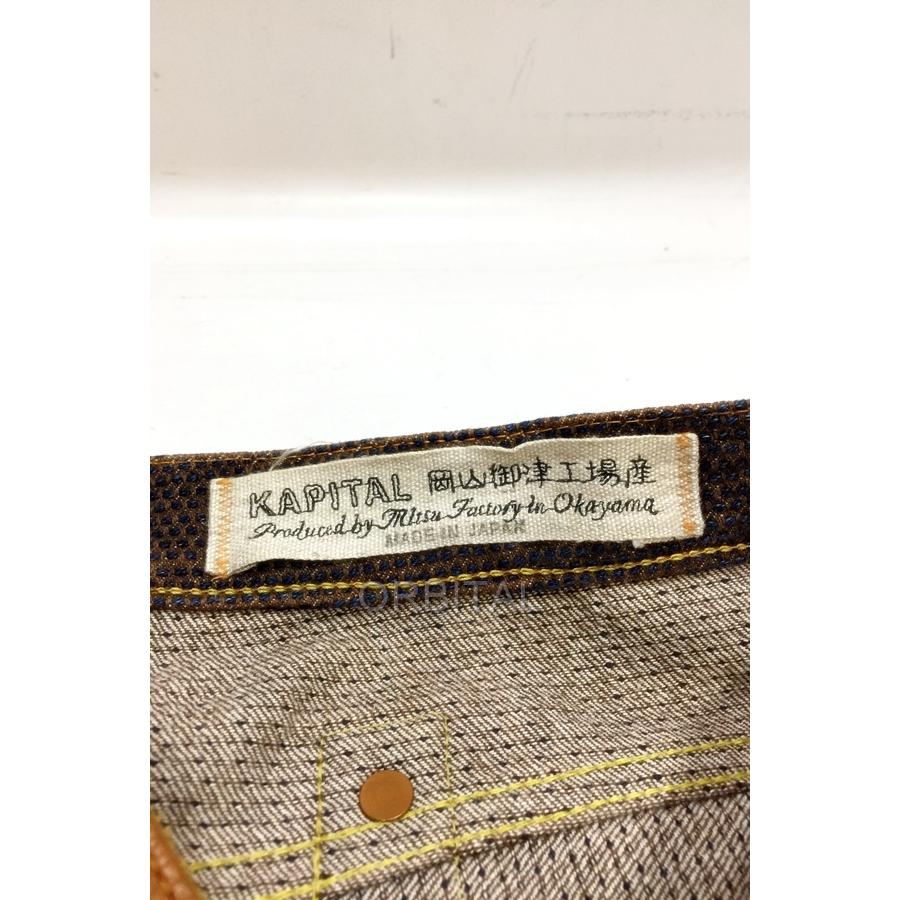 KAPITAL 岡山御津工場産
Produced by Mitsu Factory in Okayama
MADE IN JAPAN
ORBITAL